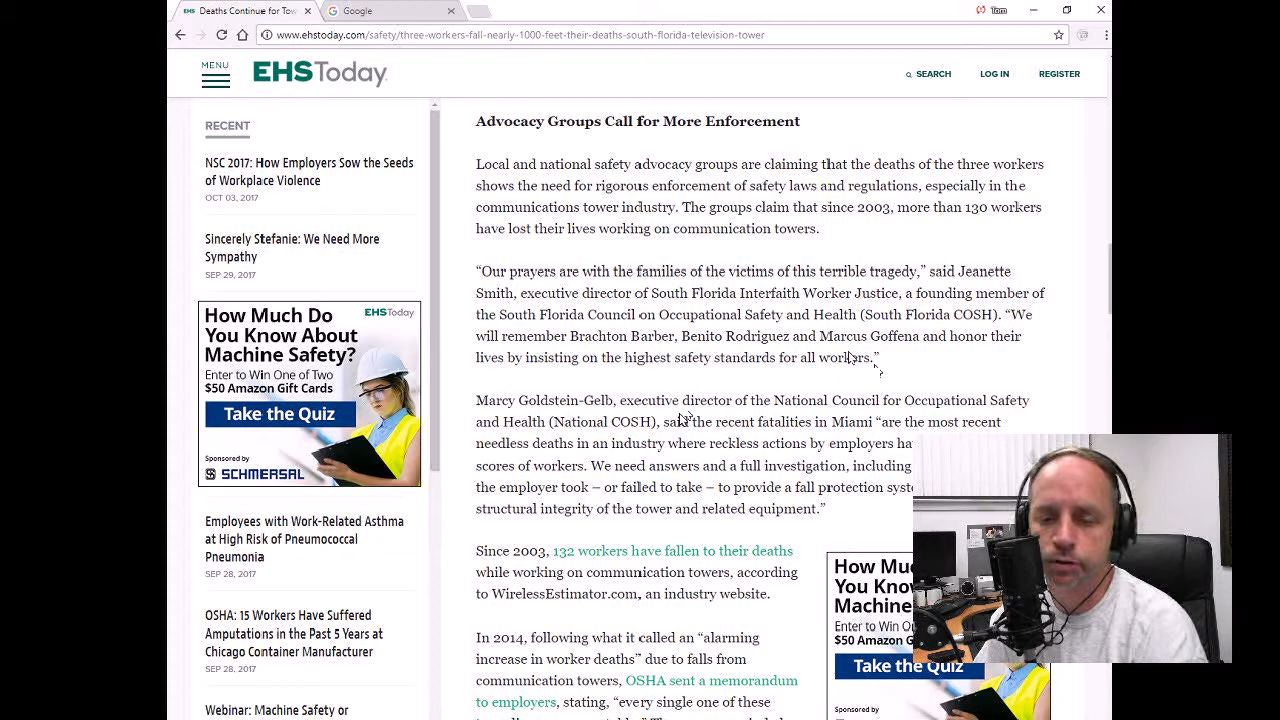 Deaths Continue for Tow
Google
Tom
www.ehstoday.com/safety/three-workers-fall-nearly-1000-feet-their-deaths-south-florida-television-tower
MENU
EHSToday
SEARCH
LOG IN
REGISTER
RECENT
NSC 2017: How Employers Sow the Seeds
of Workplace Violence
OCT 03, 2017
Sincerely Stefanie: We Need More
Sympathy
SEP 29, 2017
EHSToday
How Much Do
You Know About
Machine Safety?
Enter to Win One of Two
$50 Amazon Gift Cards
Take the Quiz
Sponsored by
SCHMERSAL
Employees with Work-Related Asthma
at High Risk of Pneumococcal
Pneumonia
SEP 28, 2017
OSHA: 15 Workers Have Suffered
Amputations in the Past 5 Years at
Chicago Container Manufacturer
SEP 28, 2017
Webinar: Machine Safety or
Advocacy Groups Call for More Enforcement
Local and national safety advocacy groups are claiming that the deaths of the three workers
shows the need for rigorous enforcement of safety laws and regulations, especially in the
communications tower industry. The groups claim that since 2003, more than 130 workers
have lost their lives working on communication towers.
“Our prayers are with the families of the victims of this terrible tragedy,” said Jeanette
Smith, executive director of South Florida Interfaith Worker Justice, a founding member of
the South Florida Council on Occupational Safety and Health (South Florida COSH). “We
will remember Brachton Barber, Benito Rodriguez and Marcus Goffena and honor their
lives by insisting on the highest safety standards for all workers.”
Marcy Goldstein-Gelb, executive director of the National Council for Occupational Safety
and Health (National COSH), said the recent fatalities in Miami “are the most recent
needless deaths in an industry where reckless actions by employers ha
scores of workers. We need answers and a full investigation, including
the employer took – or failed to take – to provide a fall protection syste
structural integrity of the tower and related equipment.”
Since 2003, 132 workers have fallen to their deaths
while working on communication towers, according
to WirelessEstimator.com, an industry website.
In 2014, following what it called an “alarming
increase in worker deaths” due to falls from
communication towers, OSHA sent a memorandum
to employers, stating, “every single one of these
How Mu
You Know
Machine
Enter to Win On
$50 Amazon G
Take the Quiz
Sponsored by